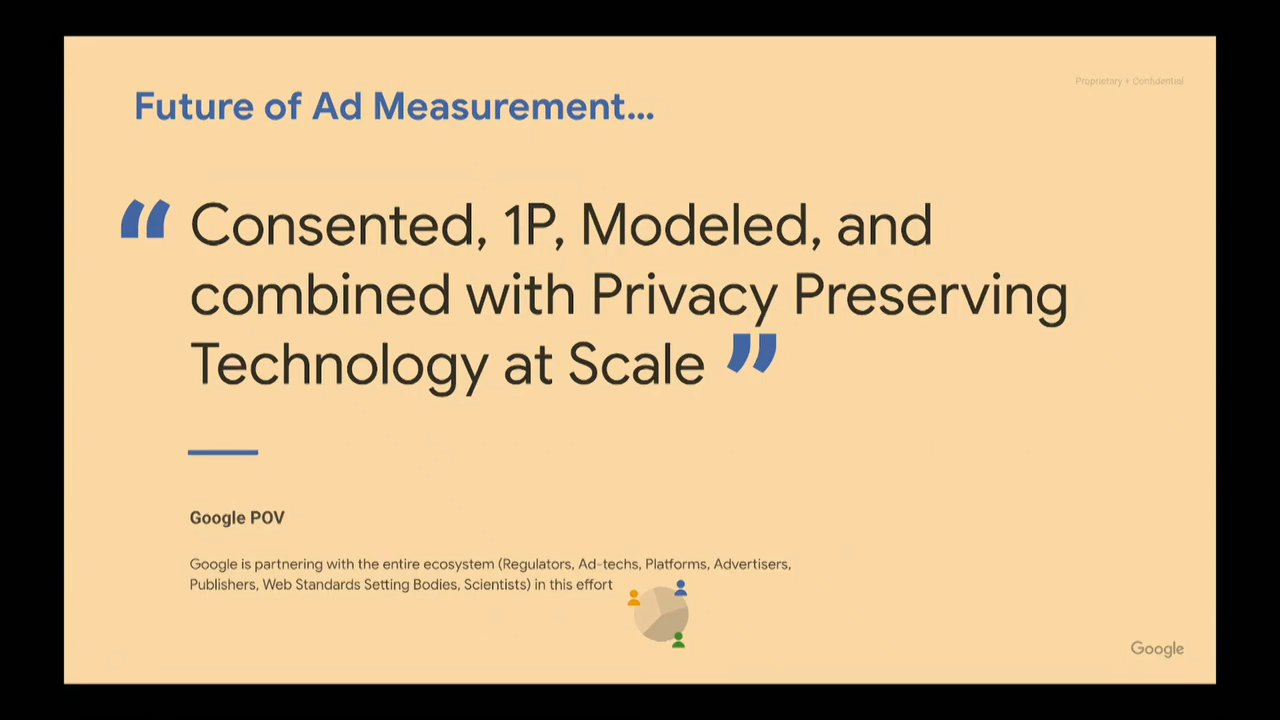 Proprietary + Confidential
Future of Ad Measurement...
“ Consented, 1P, Modeled, and
combined with Privacy Preserving
Technology at Scale ”
Google POV
Google is partnering with the entire ecosystem (Regulators, Ad-techs, Platforms, Advertisers,
Publishers, Web Standards Setting Bodies, Scientists) in this effort
Google